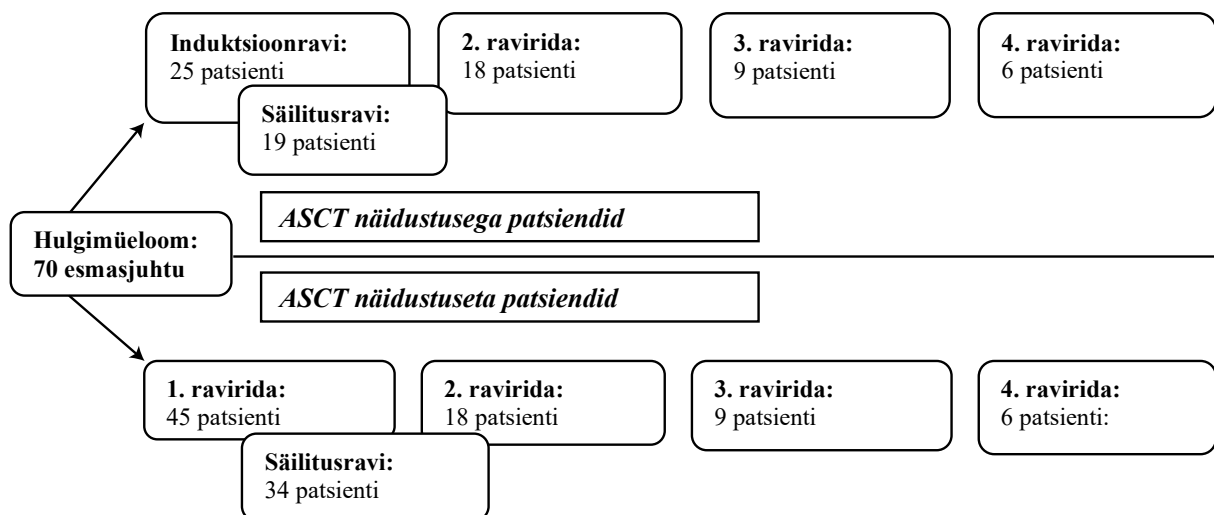 Induktsioonravi:
25 patsienti
Säilitusravi:
19 patsienti
2. ravirida:
18 patsienti
3. ravirida:
9 patsienti
4. ravirida:
6 patsienti
ASCT näidustusega patsiendid
Hulgimüeloom:
70 esmasjuhtu
ASCT näidustuseta patsiendid
1. ravirida:
45 patsienti
Säilitusravi:
34 patsienti
2. ravirida:
18 patsienti
3. ravirida:
9 patsienti
4. ravirida:
6 patsienti: